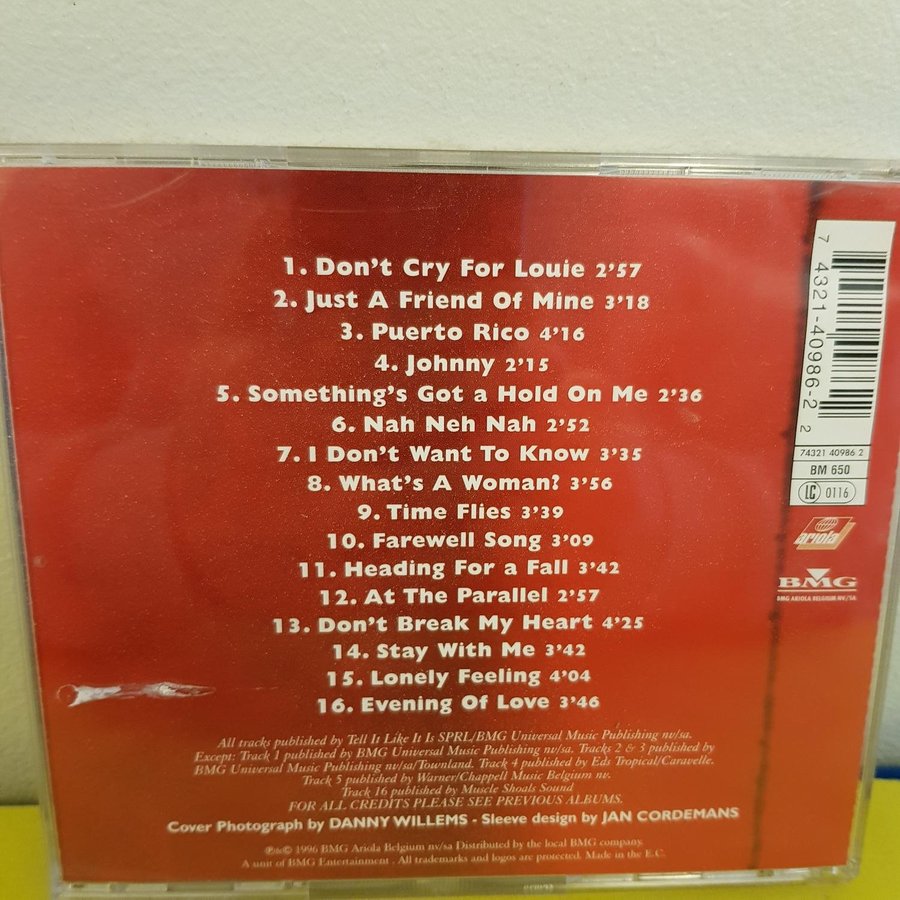 1. Don't Cry For Louie 2'57
2. Just A Friend Of Mine 3'18
3. Puerto Rico 4'16
4. Johnny 2'15
5. Something's Got a Hold On Me 2'36
6. Nah Neh Nah 2'52
7. I Don't Want To Know 3'35
8. What's A Woman? 3'56
9. Time Flies 3'39
10. Farewell Song 3'09
11. Heading For a Fall 3'42
12. At The Parallel 2'57
13. Don't Break My Heart 4'25
14. Stay With Me 3'42
15. Lonely Feeling 4'04
16. Evening Of Love 3'46
All tracks published by Tell It Like It Is SPRL/BMG Universal Music Publishing nv/sa.
Except: Track 1 published by BMG Universal Music Publishing nv/sa. Tracks 2 & 3 published by
BMG Universal Music Publishing nv/sa/Townland. Track 4 published by Eds Tropical/Caravelle.
Track 5 published by Warner/Chappell Music Belgium nv.
Track 16 published by Muscle Shoals Sound
FOR ALL CREDITS PLEASE SEE PREVIOUS ALBUMS.
Cover Photograph by DANNY WILLEMS - Sleeve design by JAN CORDEMANS
℗&© 1996 BMG Ariola Belgium nv/sa Distributed by the local BMG company.
A unit of BMG Entertainment. All trademarks and logos are protected. Made in the E.C.
7 4321-40986-2 2
74321 40986 2
BM 650
LC 0116
ariola
BMG
BMG ARIOLA BELGIUM NV/SA